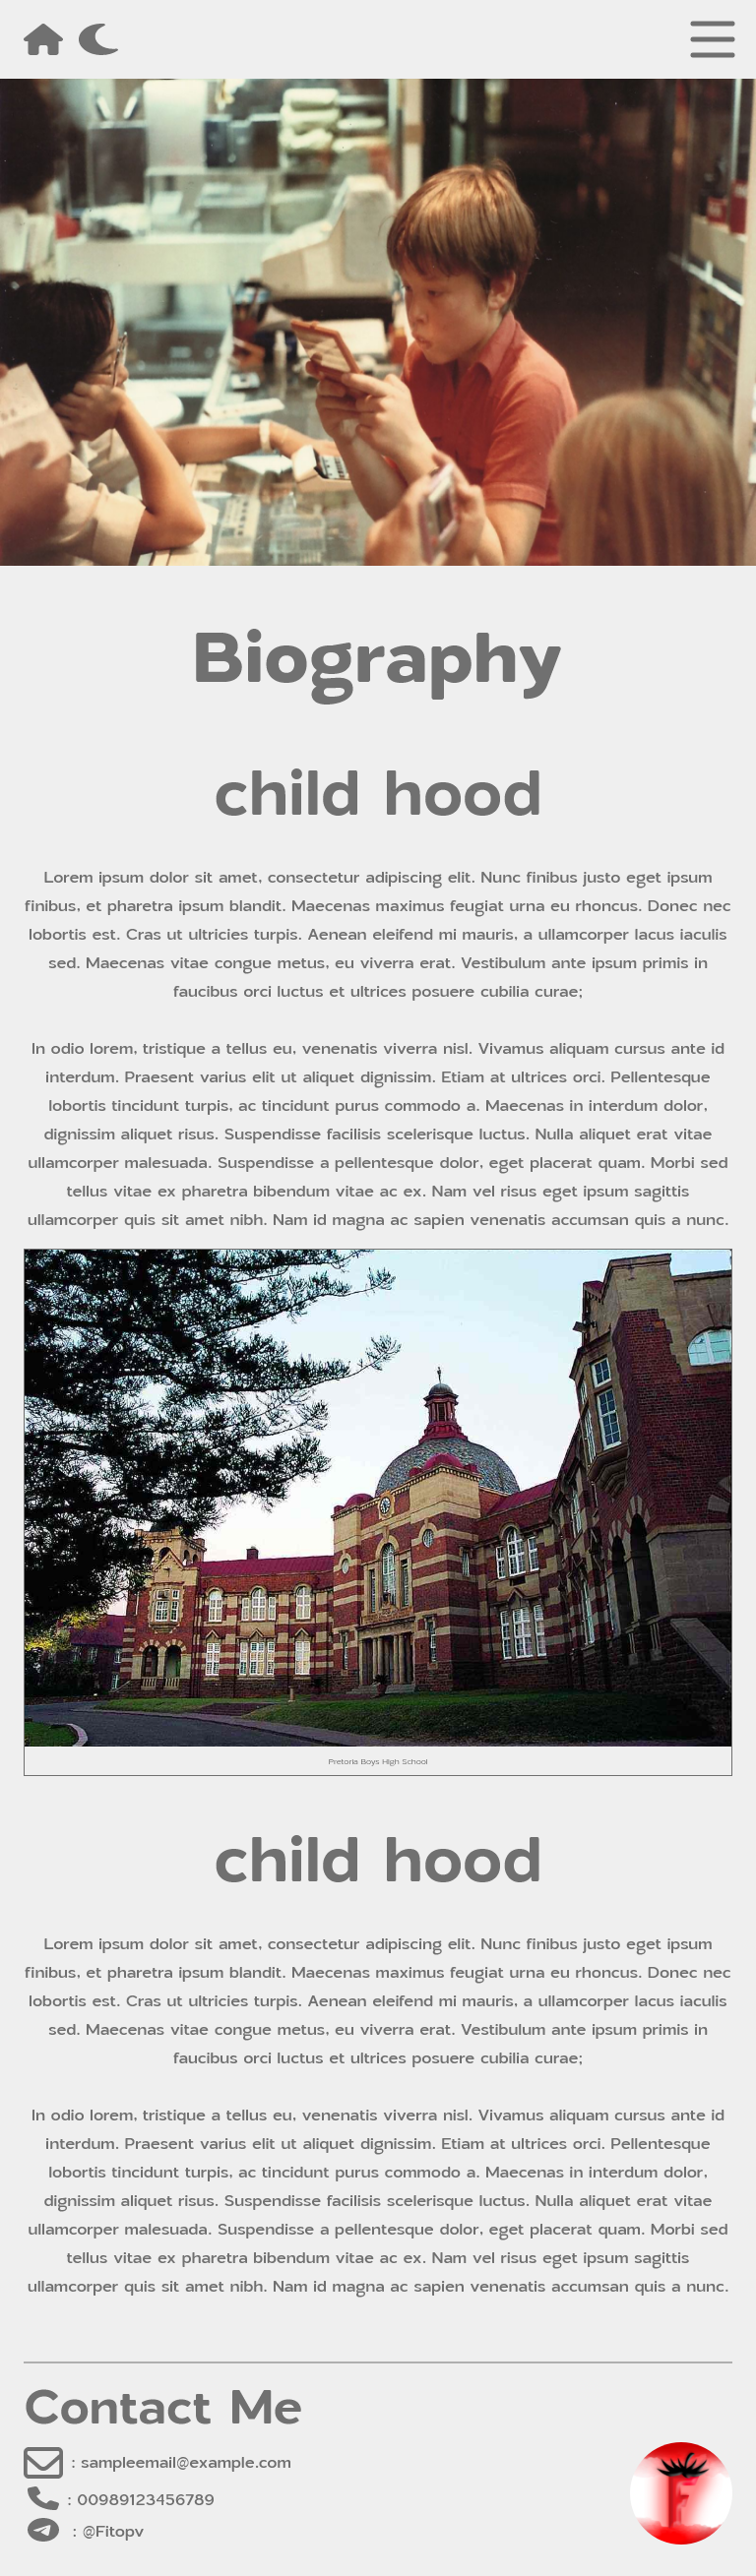 Biography
child hood
Lorem ipsum dolor sit amet, consectetur adipiscing elit. Nunc finibus justo eget ipsum
finibus, et pharetra ipsum blandit. Maecenas maximus feugiat urna eu rhoncus. Donec nec
lobortis est. Cras ut ultricies turpis. Aenean eleifend mi mauris, a ullamcorper lacus iaculis
sed. Maecenas vitae congue metus, eu viverra erat. Vestibulum ante ipsum primis in
faucibus orci luctus et ultrices posuere cubilia curae;
In odio lorem, tristique a tellus eu, venenatis viverra nisl. Vivamus aliquam cursus ante id
interdum. Praesent varius elit ut aliquet dignissim. Etiam at ultrices orci. Pellentesque
lobortis tincidunt turpis, ac tincidunt purus commodo a. Maecenas in interdum dolor,
dignissim aliquet risus. Suspendisse facilisis scelerisque luctus. Nulla aliquet erat vitae
ullamcorper malesuada. Suspendisse a pellentesque dolor, eget placerat quam. Morbi sed
tellus vitae ex pharetra bibendum vitae ac ex. Nam vel risus eget ipsum sagittis
ullamcorper quis sit amet nibh. Nam id magna ac sapien venenatis accumsan quis a nunc.
Pretoria Boys High School
child hood
Lorem ipsum dolor sit amet, consectetur adipiscing elit. Nunc finibus justo eget ipsum
finibus, et pharetra ipsum blandit. Maecenas maximus feugiat urna eu rhoncus. Donec nec
lobortis est. Cras ut ultricies turpis. Aenean eleifend mi mauris, a ullamcorper lacus iaculis
sed. Maecenas vitae congue metus, eu viverra erat. Vestibulum ante ipsum primis in
faucibus orci luctus et ultrices posuere cubilia curae;
In odio lorem, tristique a tellus eu, venenatis viverra nisl. Vivamus aliquam cursus ante id
interdum. Praesent varius elit ut aliquet dignissim. Etiam at ultrices orci. Pellentesque
lobortis tincidunt turpis, ac tincidunt purus commodo a. Maecenas in interdum dolor,
dignissim aliquet risus. Suspendisse facilisis scelerisque luctus. Nulla aliquet erat vitae
ullamcorper malesuada. Suspendisse a pellentesque dolor, eget placerat quam. Morbi sed
tellus vitae ex pharetra bibendum vitae ac ex. Nam vel risus eget ipsum sagittis
ullamcorper quis sit amet nibh. Nam id magna ac sapien venenatis accumsan quis a nunc.
Contact Me
: sampleemail@example.com
: 00989123456789
: @Fitopv
F